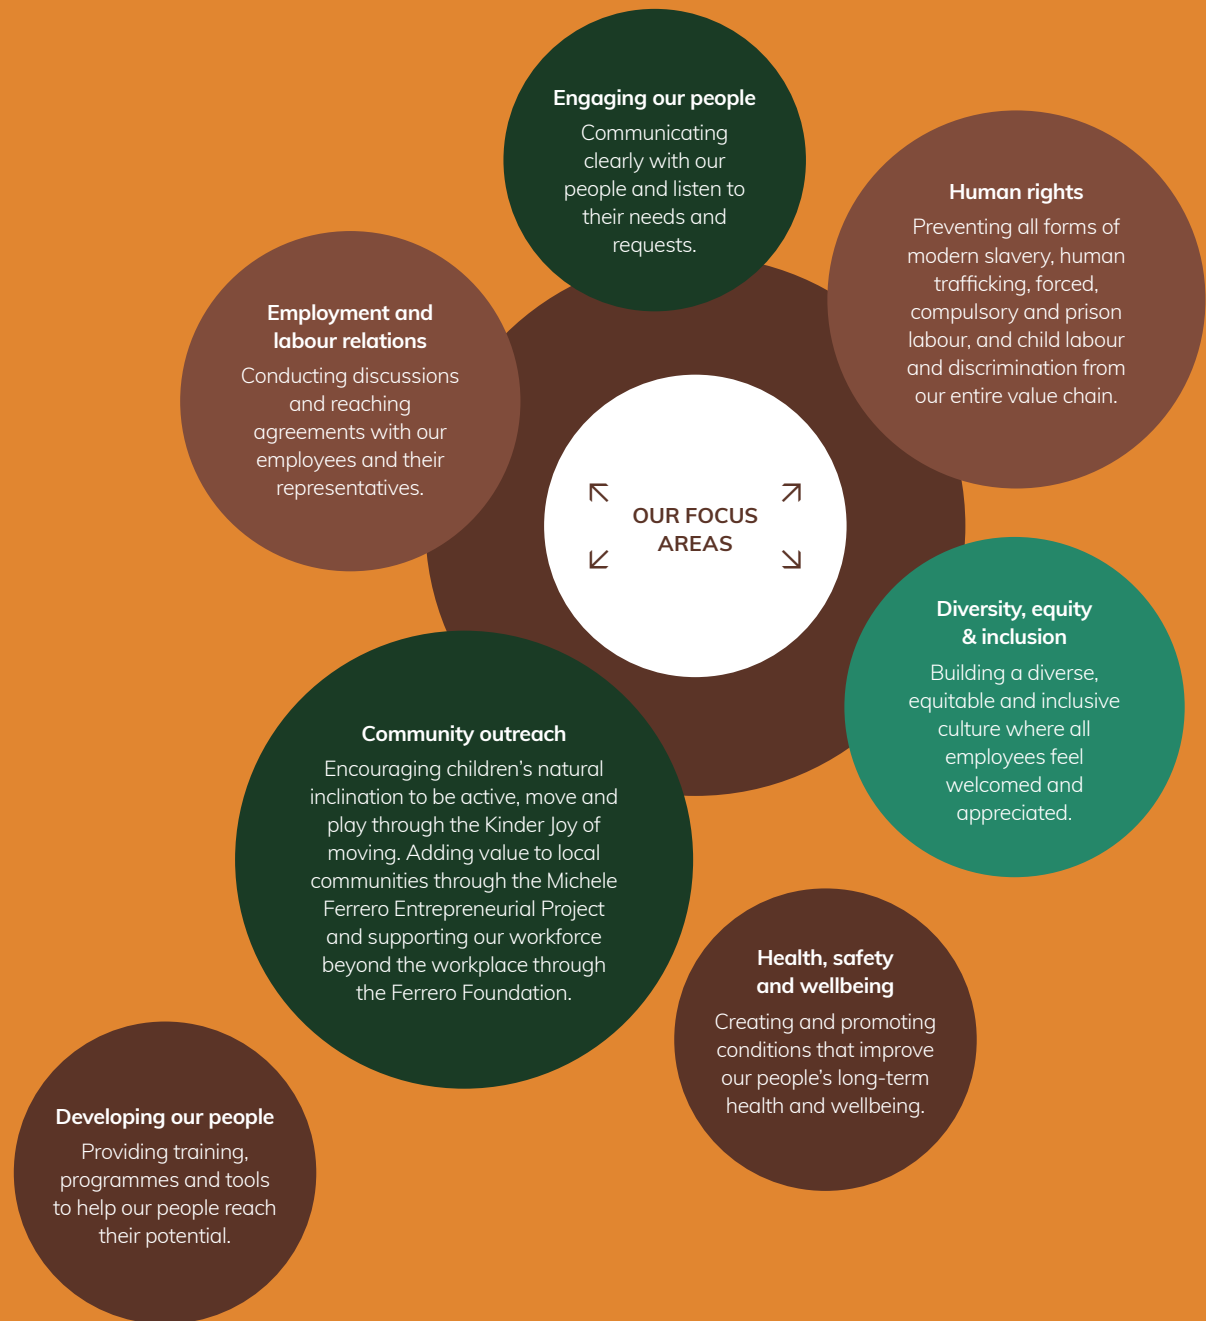 Engaging our people
Communicating
clearly with our
people and listen to
their needs and
requests.
Human rights
Preventing all forms of
modern slavery, human
trafficking, forced,
compulsory and prison
labour, and child labour
and discrimination from
our entire value chain.
Employment and
labour relations
Conducting discussions
and reaching
agreements with our
employees and their
representatives.
OUR FOCUS
AREAS
Diversity, equity
& inclusion
Building a diverse,
equitable and inclusive
culture where all
employees feel
welcomed and
appreciated.
Community outreach
Encouraging children’s natural
inclination to be active, move and
play through the Kinder Joy of
moving. Adding value to local
communities through the Michele
Ferrero Entrepreneurial Project
and supporting our workforce
beyond the workplace through
the Ferrero Foundation.
Health, safety
and wellbeing
Creating and promoting
conditions that improve
our people’s long-term
health and wellbeing.
Developing our people
Providing training,
programmes and tools
to help our people reach
their potential.